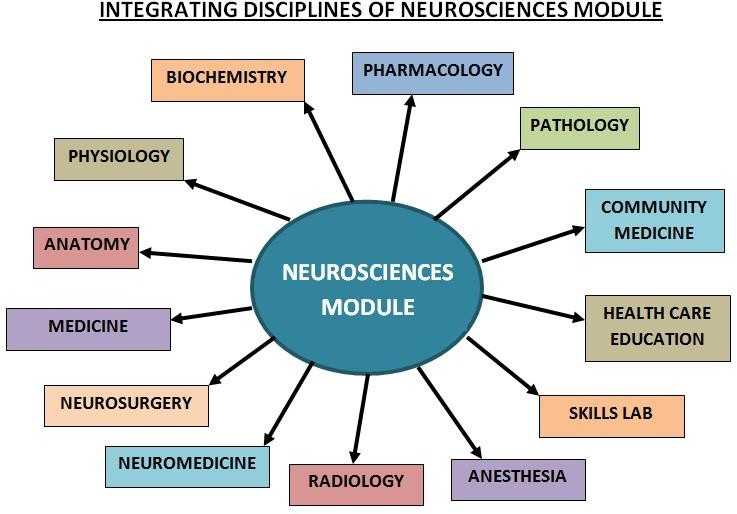 INTEGRATING DISCIPLINES OF NEUROSCIENCES MODULE
BIOCHEMISTRY
PHARMACOLOGY
PATHOLOGY
PHYSIOLOGY
COMMUNITY
MEDICINE
ANATOMY
NEUROSCIENCES
MODULE
MEDICINE
HEALTH CARE
EDUCATION
NEUROSURGERY
SKILLS LAB
NEUROMEDICINE
RADIOLOGY
ANESTHESIA